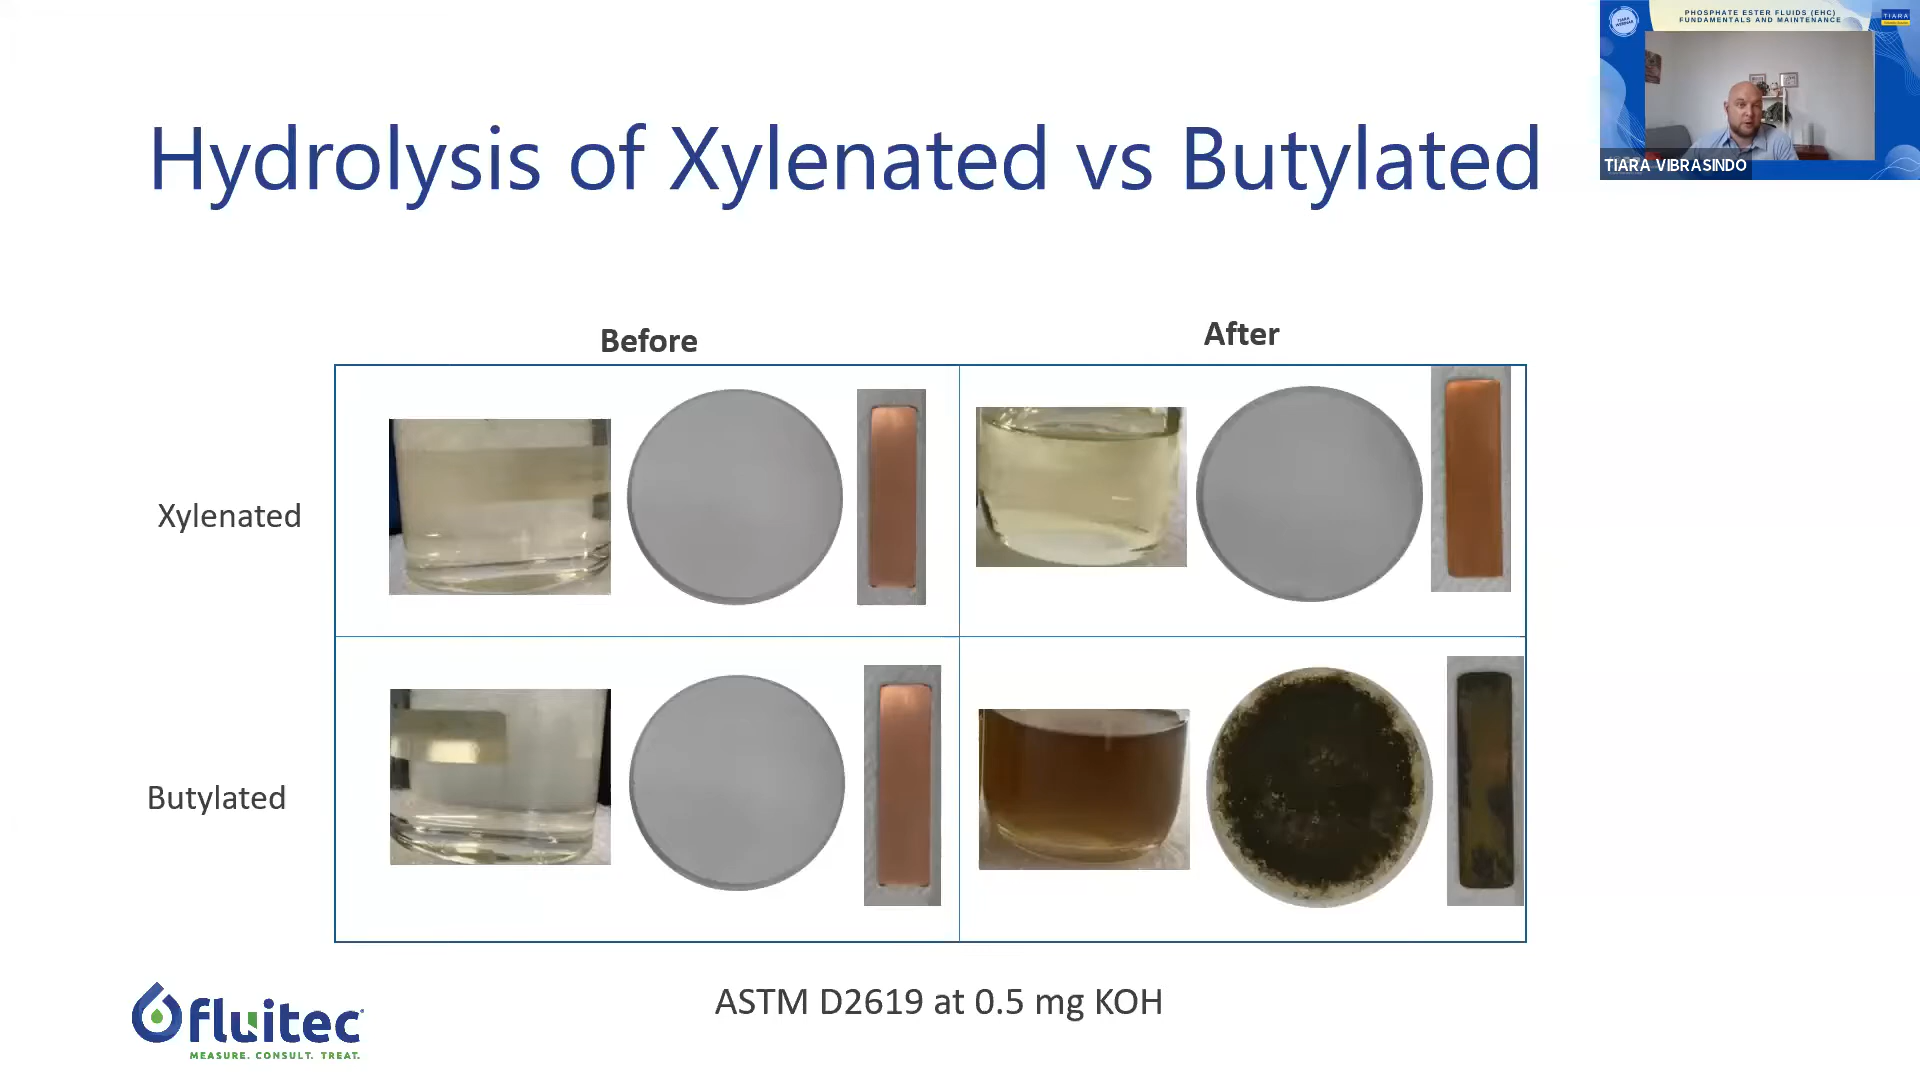 PHOSPHATE ESTER FLUIDS (EHC)
FUNDAMENTALS AND MAINTENANCE
TIARA
TIARA VIBRASINDO
Hydrolysis of Xylenated vs Butylated
Before
After
Xylenated
Butylated
ASTM D2619 at 0.5 mg KOH
fluitec
MEASURE. CONSULT. TREAT.